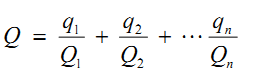 Q = q₁/Q₁ + q₂/Q₂ + ⋯ qₙ/Qₙ